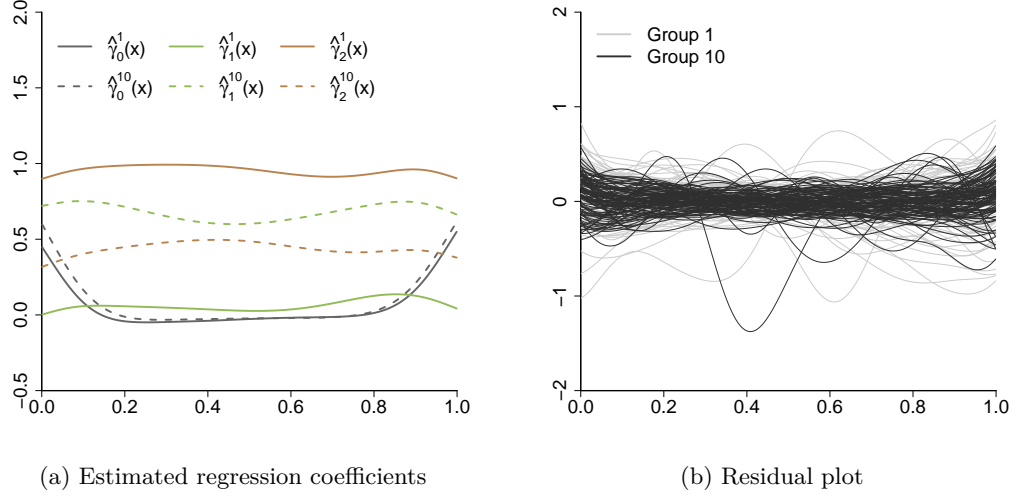 2.0
1.5
1.0
0.5
0.0
−0.5
γ̂₀¹(x) γ̂₁¹(x) γ̂₂¹(x)
γ̂₀¹⁰(x) γ̂₁¹⁰(x) γ̂₂¹⁰(x)
0.0 0.2 0.4 0.6 0.8 1.0
(a) Estimated regression coefficients
2
1
0
−1
−2
Group 1
Group 10
0.0 0.2 0.4 0.6 0.8 1.0
(b) Residual plot